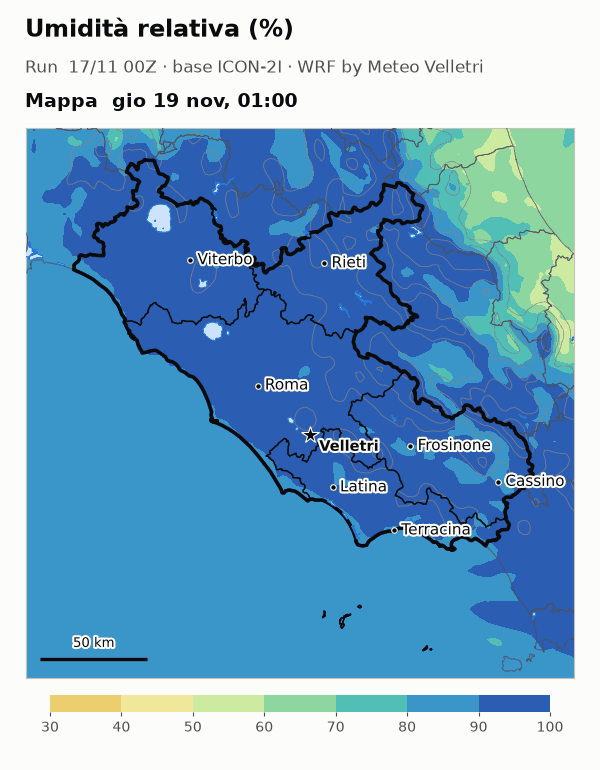 Umidità relativa (%)
Run  17/11 00Z · base ICON-2I · WRF by Meteo Velletri
Mappa  gio 19 nov, 01:00
Viterbo
Rieti
Roma
Velletri
Frosinone
Cassino
Latina
Terracina
50 km
30 40 50 60 70 80 90 100